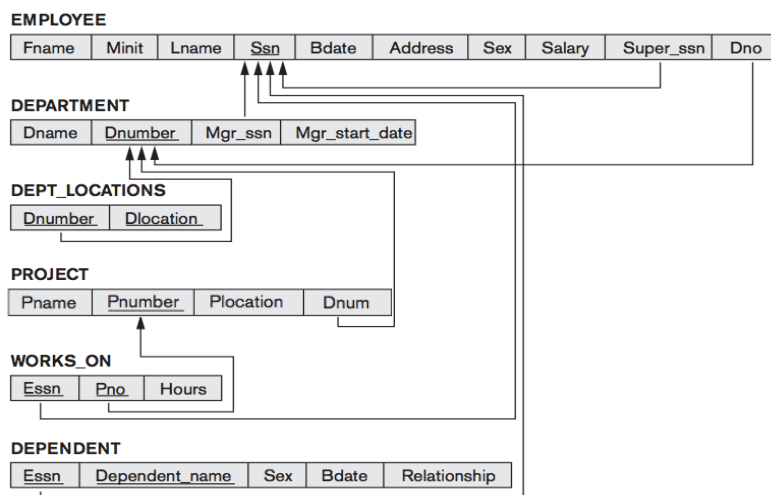 EMPLOYEE
Fname Minit Lname Ssn Bdate Address Sex Salary Super_ssn Dno
DEPARTMENT
Dname Dnumber Mgr_ssn Mgr_start_date
DEPT_LOCATIONS
Dnumber Dlocation
PROJECT
Pname Pnumber Plocation Dnum
WORKS_ON
Essn Pno Hours
DEPENDENT
Essn Dependent_name Sex Bdate Relationship